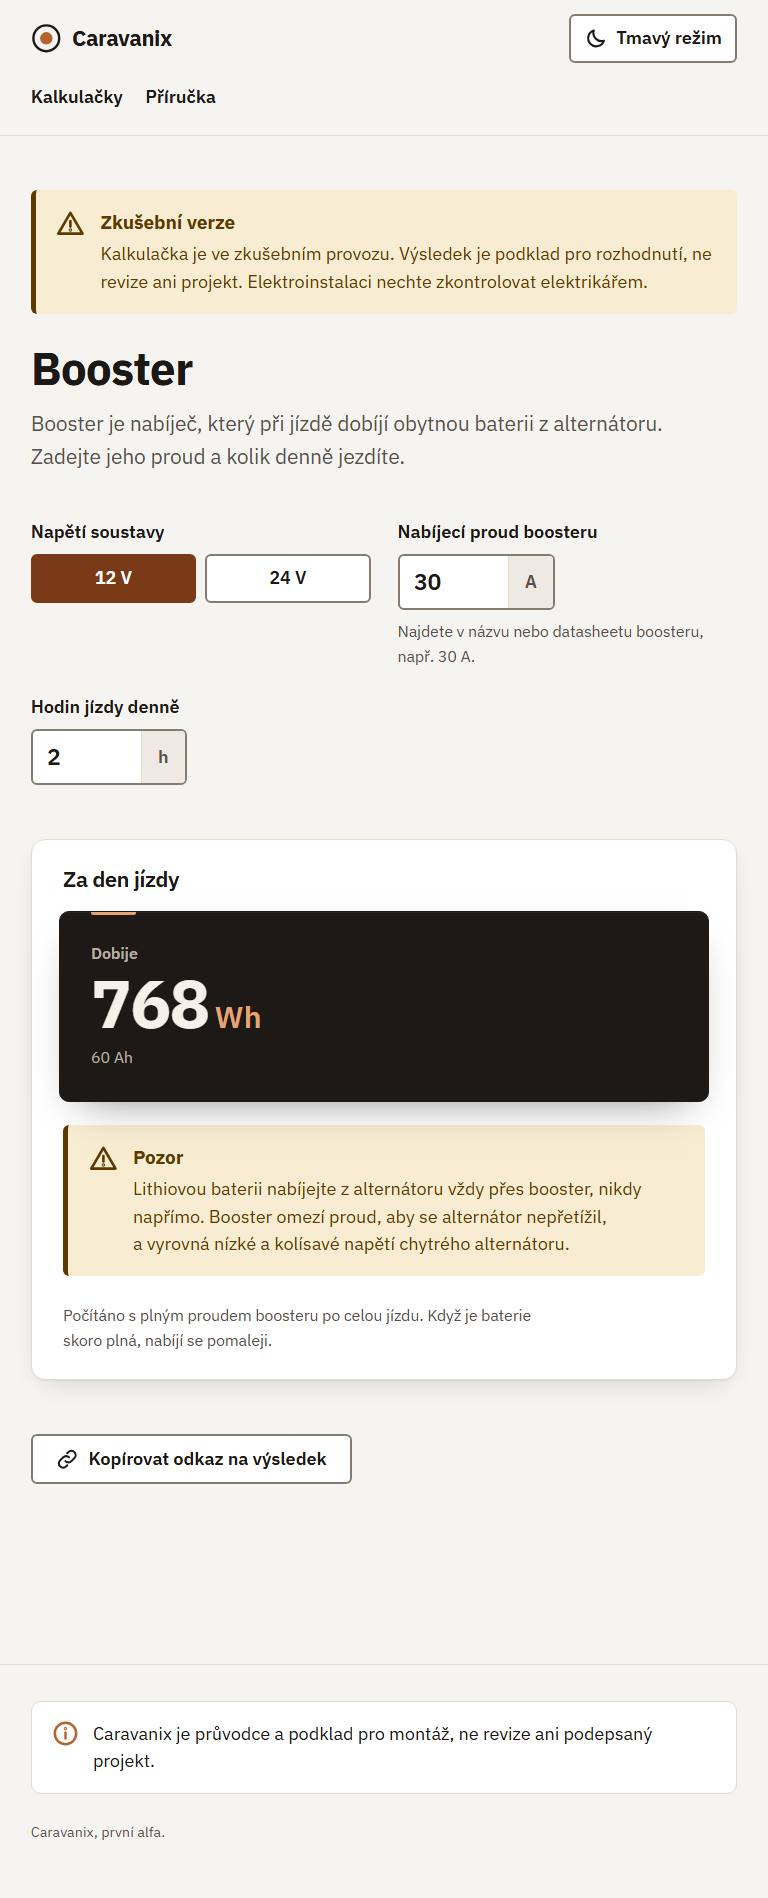 Caravanix
Tmavý režim
Kalkulačky
Příručka
Zkušební verze
Kalkulačka je ve zkušebním provozu. Výsledek je podklad pro rozhodnutí, ne
revize ani projekt. Elektroinstalaci nechte zkontrolovat elektrikářem.
Booster
Booster je nabíječ, který při jízdě dobíjí obytnou baterii z alternátoru.
Zadejte jeho proud a kolik denně jezdíte.
Napětí soustavy
12 V
24 V
Nabíjecí proud boosteru
30 A
Najdete v názvu nebo datasheetu boosteru,
např. 30 A.
Hodin jízdy denně
2 h
Za den jízdy
Dobije
768 Wh
60 Ah
Pozor
Lithiovou baterii nabíjejte z alternátoru vždy přes booster, nikdy
napřímo. Booster omezí proud, aby se alternátor nepřetížil,
a vyrovná nízké a kolísavé napětí chytrého alternátoru.
Počítáno s plným proudem boosteru po celou jízdu. Když je baterie
skoro plná, nabíjí se pomaleji.
Kopírovat odkaz na výsledek
Caravanix je průvodce a podklad pro montáž, ne revize ani podepsaný
projekt.
Caravanix, první alfa.